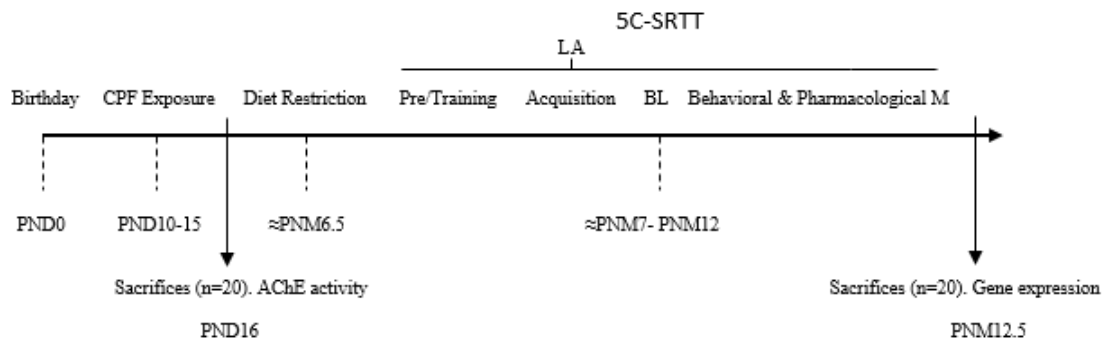 5C-SRTT
LA
Birthday CPF Exposure Diet Restriction Pre/Training Acquisition BL Behavioral & Pharmacological M
PND0 PND10-15 ≈PNM6.5 ≈PNM7- PNM12
Sacrifices (n=20). AChE activity Sacrifices (n=20). Gene expression
PND16 PNM12.5